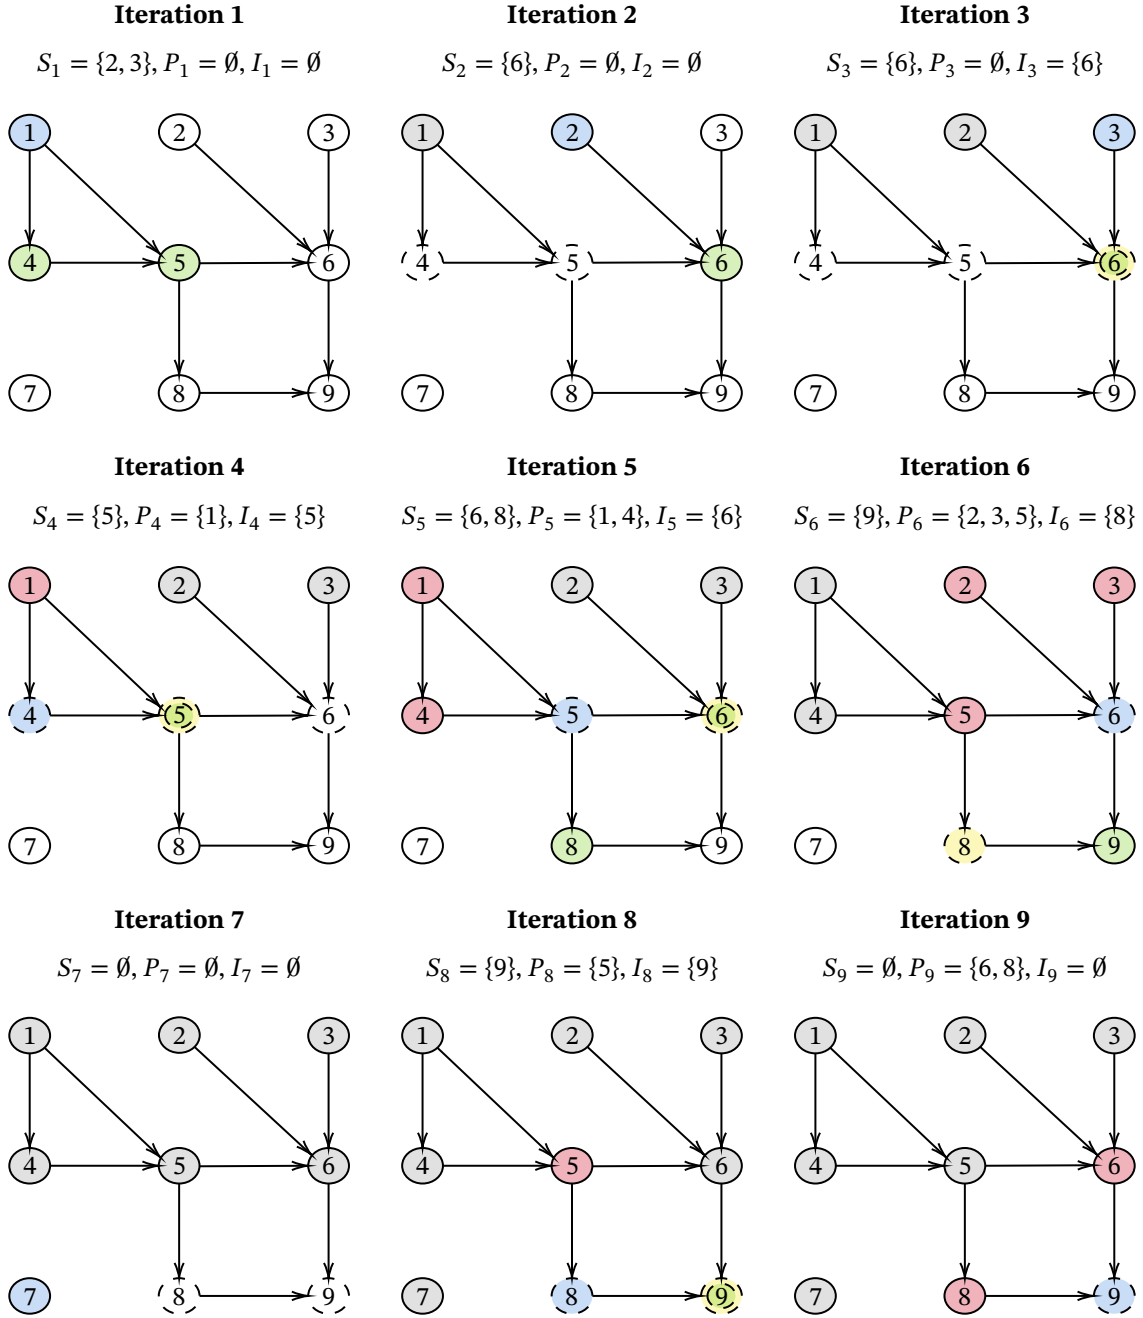 Iteration 1 Iteration 2 Iteration 3
S₁ = {2, 3}, P₁ = ∅, I₁ = ∅ S₂ = {6}, P₂ = ∅, I₂ = ∅ S₃ = {6}, P₃ = ∅, I₃ = {6}
1 2 3 1 2 3 1 2 3
4 5 6 4 5 6 4 5 6
7 8 9 7 8 9 7 8 9
Iteration 4 Iteration 5 Iteration 6
S₄ = {5}, P₄ = {1}, I₄ = {5} S₅ = {6, 8}, P₅ = {1, 4}, I₅ = {6} S₆ = {9}, P₆ = {2, 3, 5}, I₆ = {8}
1 2 3 1 2 3 1 2 3
4 5 6 4 5 6 4 5 6
7 8 9 7 8 9 7 8 9
Iteration 7 Iteration 8 Iteration 9
S₇ = ∅, P₇ = ∅, I₇ = ∅ S₈ = {9}, P₈ = {5}, I₈ = {9} S₉ = ∅, P₉ = {6, 8}, I₉ = ∅
1 2 3 1 2 3 1 2 3
4 5 6 4 5 6 4 5 6
7 8 9 7 8 9 7 8 9